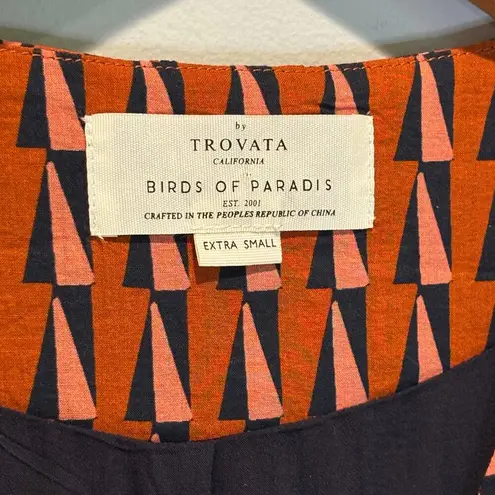 by
TROVATA
CALIFORNIA
BIRDS OF PARADIS
EST. 2001
CRAFTED IN THE PEOPLES REPUBLIC OF CHINA
EXTRA SMALL